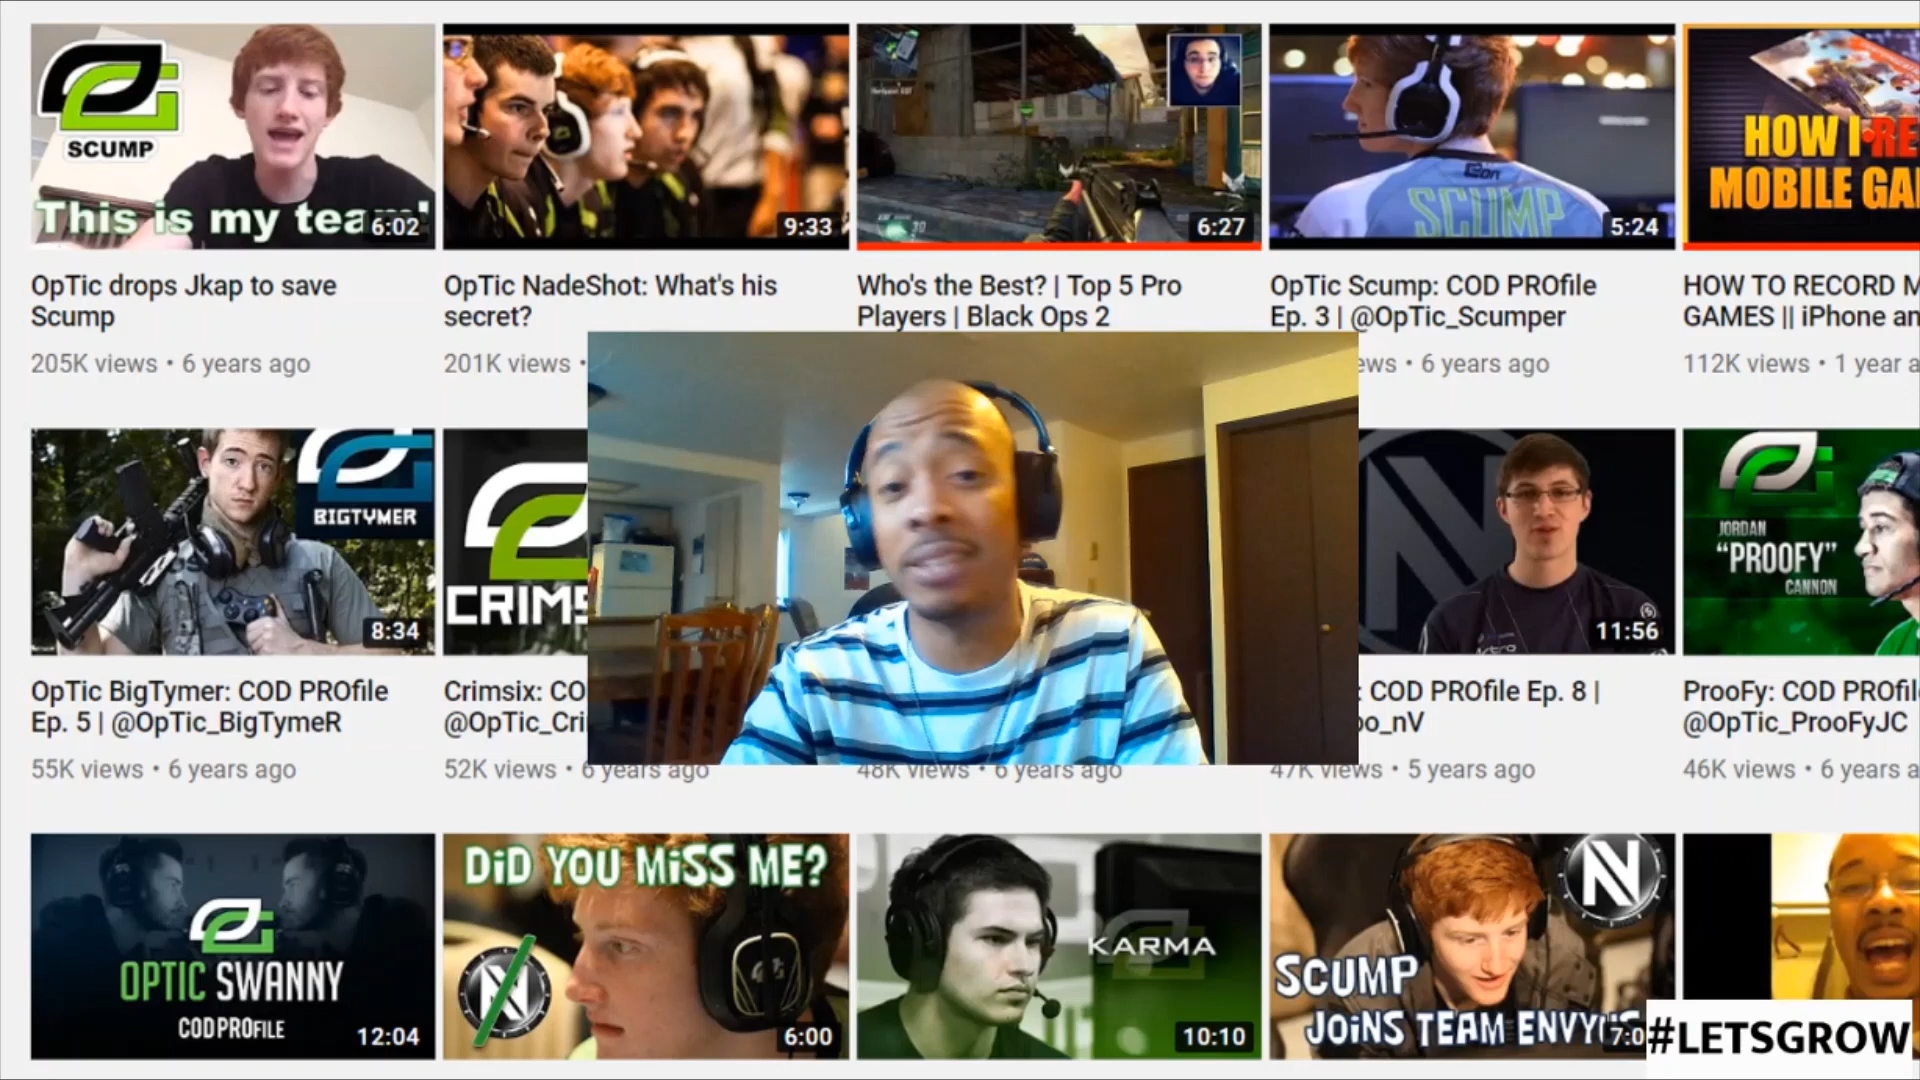 SCUMP
This is my tea
6:02
9:33
6:27
SCUMP
5:24
HOW I RE
MOBILE GA
OpTic drops Jkap to save
Scump
205K views • 6 years ago
OpTic NadeShot: What's his
secret?
201K views •
Who's the Best? | Top 5 Pro
Players | Black Ops 2
OpTic Scump: COD PROfile
Ep. 3 | @OpTic_Scumper
ews • 6 years ago
HOW TO RECORD M
GAMES || iPhone an
112K views • 1 year a
BIGTYMER
8:34
CRIMS
11:56
JORDAN
"PROOFY"
CANNON
OpTic BigTymer: COD PROfile
Ep. 5 | @OpTic_BigTymeR
55K views • 6 years ago
Crimsix: CO
@OpTic_Cri
52K views • 6 years ago
48K views • 6 years ago
: COD PROfile Ep. 8 |
oo_nV
47K views • 5 years ago
ProoFy: COD PROfile
@OpTic_ProoFyJC
46K views • 6 years a
OPTIC SWANNY
COD PROFILE
12:04
DiD YOU MiSS ME?
6:00
KARMA
10:10
SCUMP
JOiNS TEAM ENVYUS
7:0
#LETSGROW